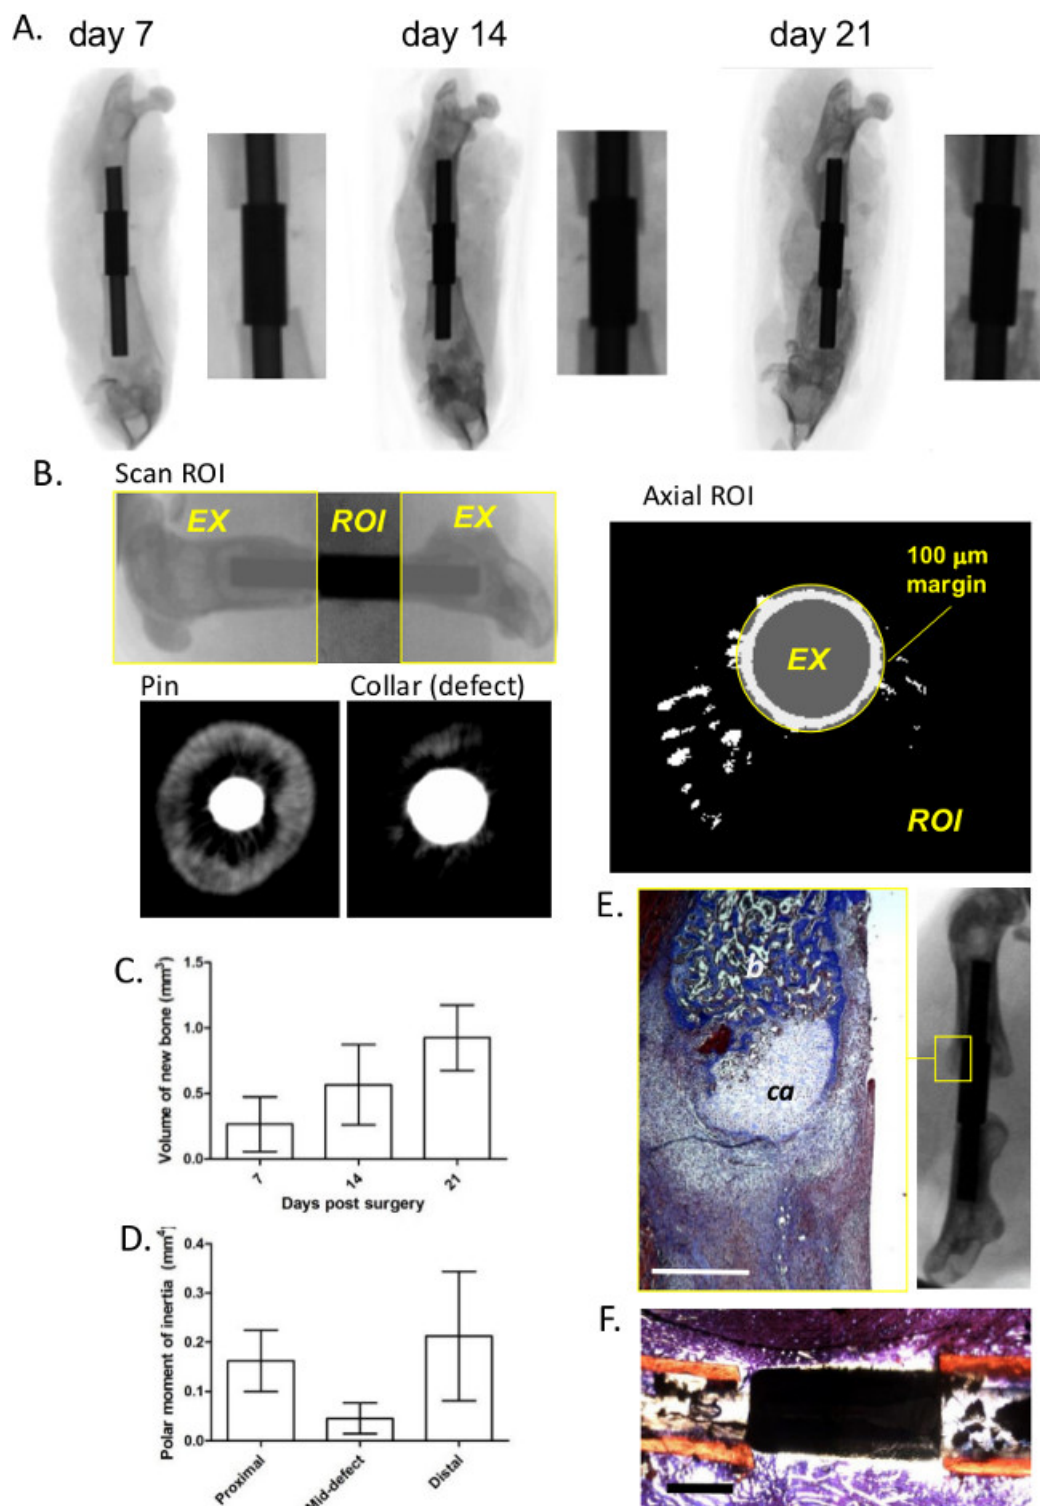 A.
day 7
day 14
day 21
B.
Scan ROI
EX
ROI
EX
Pin
Collar (defect)
Axial ROI
100 µm
margin
EX
ROI
C.
Volume of new bone (mm³)
1.5
1.0
0.5
0.0
7
14
21
Days post surgery
D.
Polar moment of inertia (mm⁴)
0.4
0.3
0.2
0.1
0.0
Proximal
Mid-defect
Distal
E.
b
ca
F.